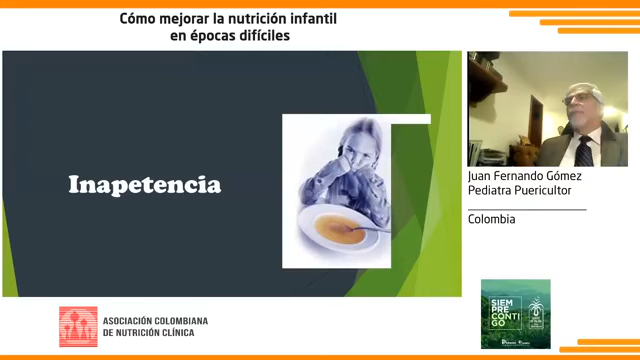 Cómo mejorar la nutrición infantil
en épocas difíciles
Inapetencia
Juan Fernando Gómez
Pediatra Puericultor
Colombia
ASOCIACIÓN COLOMBIANA
DE NUTRICIÓN CLÍNICA
SIEM
PRE
CONTI
GO